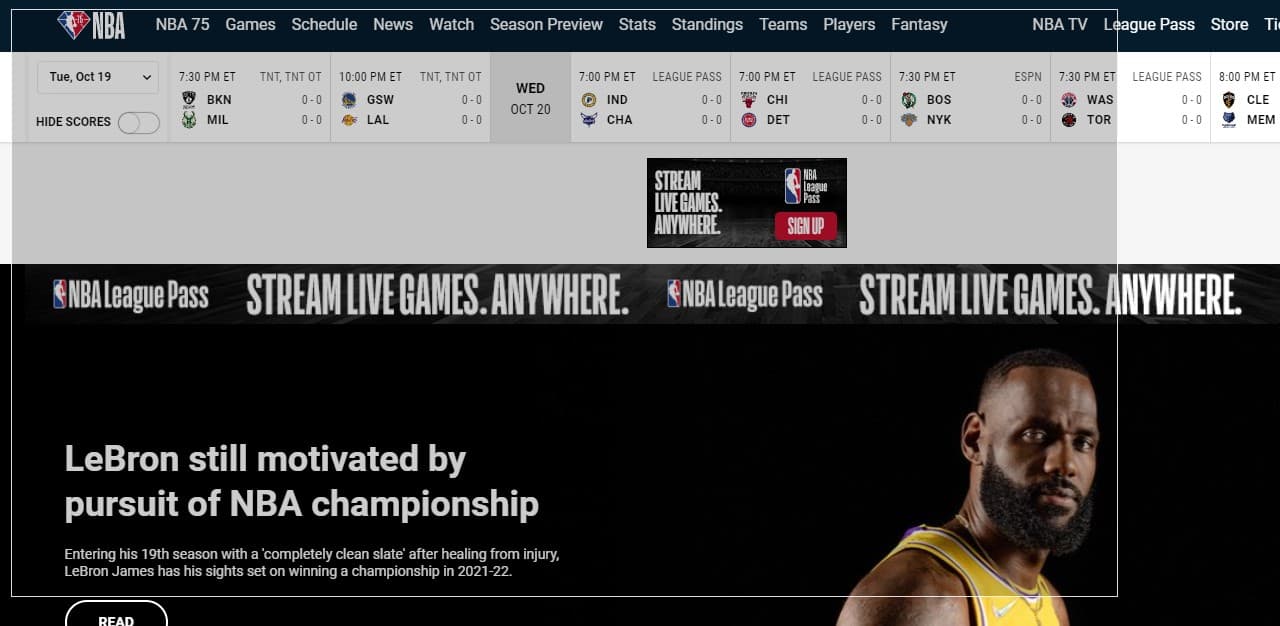 NBA NBA 75 Games Schedule News Watch Season Preview Stats Standings Teams Players Fantasy NBA TV League Pass Store
Tue, Oct 19
HIDE SCORES
7:30 PM ET TNT, TNT OT
BKN 0 - 0
MIL 0 - 0
10:00 PM ET TNT, TNT OT
GSW 0 - 0
LAL 0 - 0
WED
OCT 20
7:00 PM ET LEAGUE PASS
IND 0 - 0
CHA 0 - 0
7:00 PM ET LEAGUE PASS
CHI 0 - 0
DET 0 - 0
7:30 PM ET ESPN
BOS 0 - 0
NYK 0 - 0
7:30 PM ET LEAGUE PASS
WAS 0 - 0
TOR 0 - 0
8:00 PM ET
CLE
MEM
STREAM
LIVE GAMES.
ANYWHERE.
NBA
League
Pass
SIGN UP
NBA League Pass STREAM LIVE GAMES. ANYWHERE. NBA League Pass STREAM LIVE GAMES. ANYWHERE.
LeBron still motivated by
pursuit of NBA championship
Entering his 19th season with a 'completely clean slate' after healing from injury,
LeBron James has his sights set on winning a championship in 2021-22.
READ